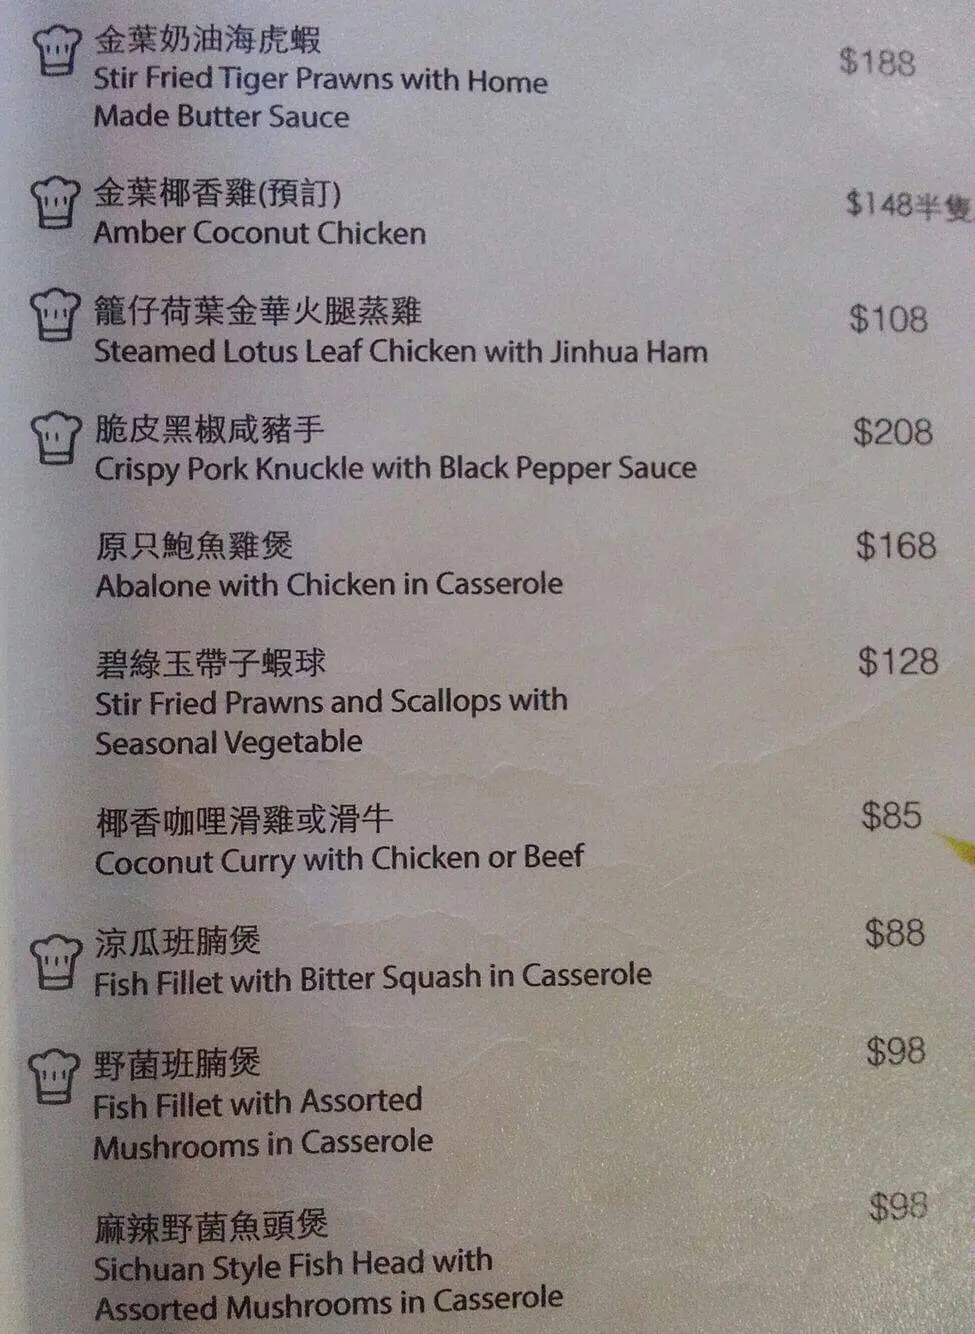 金葉奶油海虎蝦
$188
Stir Fried Tiger Prawns with Home
Made Butter Sauce
金葉椰香雞(預訂)
$148半隻
Amber Coconut Chicken
籠仔荷葉金華火腿蒸雞
$108
Steamed Lotus Leaf Chicken with Jinhua Ham
脆皮黑椒咸豬手
$208
Crispy Pork Knuckle with Black Pepper Sauce
原只鮑魚雞煲
$168
Abalone with Chicken in Casserole
碧綠玉帶子蝦球
$128
Stir Fried Prawns and Scallops with
Seasonal Vegetable
椰香咖哩滑雞或滑牛
$85
Coconut Curry with Chicken or Beef
涼瓜班腩煲
$88
Fish Fillet with Bitter Squash in Casserole
野菌班腩煲
$98
Fish Fillet with Assorted
Mushrooms in Casserole
麻辣野菌魚頭煲
$98
Sichuan Style Fish Head with
Assorted Mushrooms in Casserole